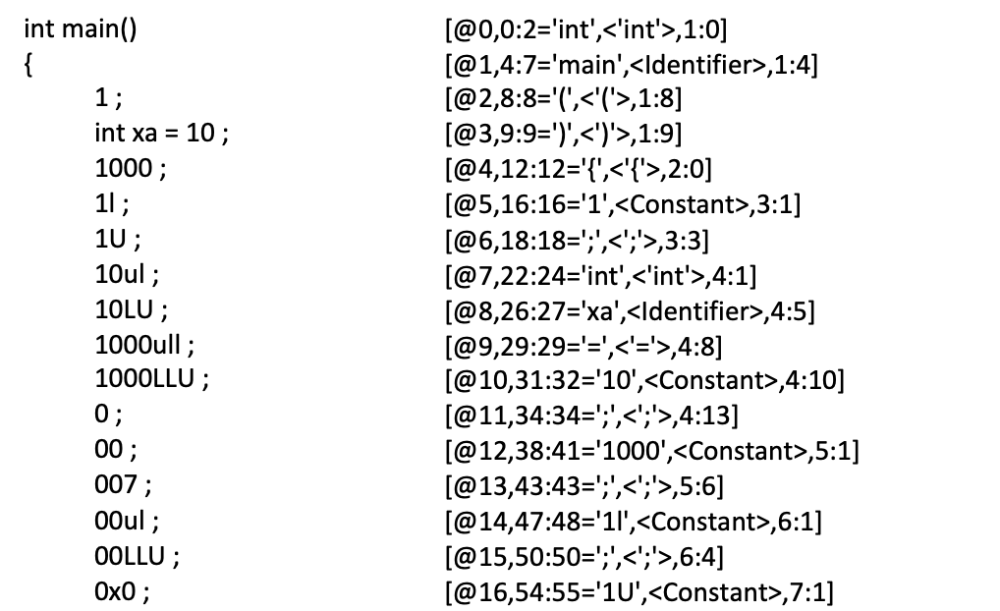 int main()
{
1 ;
int xa = 10 ;
1000 ;
1l ;
1U ;
10ul ;
10LU ;
1000ull ;
1000LLU ;
0 ;
00 ;
007 ;
00ul ;
00LLU ;
0x0 ;
[@0,0:2='int',<'int'>,1:0]
[@1,4:7='main',<Identifier>,1:4]
[@2,8:8='(',<'('>,1:8]
[@3,9:9=')',<')'>,1:9]
[@4,12:12='{',<'{'>,2:0]
[@5,16:16='1',<Constant>,3:1]
[@6,18:18=';',<';'>,3:3]
[@7,22:24='int',<'int'>,4:1]
[@8,26:27='xa',<Identifier>,4:5]
[@9,29:29='=',<'='>,4:8]
[@10,31:32='10',<Constant>,4:10]
[@11,34:34=';',<';'>,4:13]
[@12,38:41='1000',<Constant>,5:1]
[@13,43:43=';',<';'>,5:6]
[@14,47:48='1l',<Constant>,6:1]
[@15,50:50=';',<';'>,6:4]
[@16,54:55='1U',<Constant>,7:1]